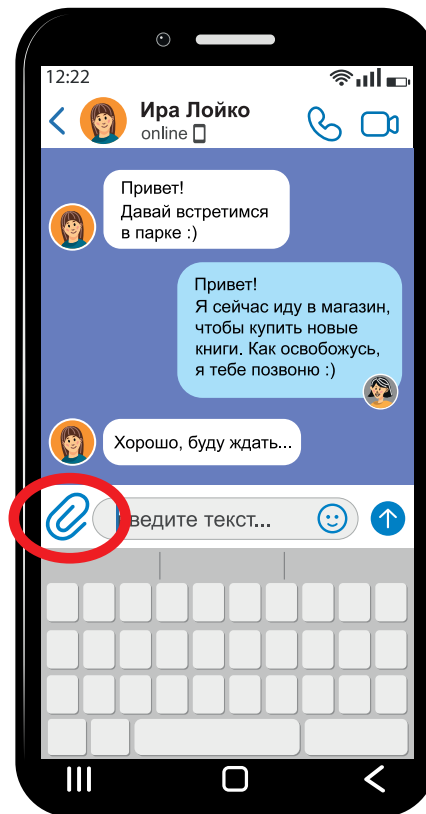 12:22
Ира Лойко
online
Привет!
Давай встретимся
в парке :)
Привет!
Я сейчас иду в магазин,
чтобы купить новые
книги. Как освобожусь,
я тебе позвоню :)
Хорошо, буду ждать...
ведите текст...